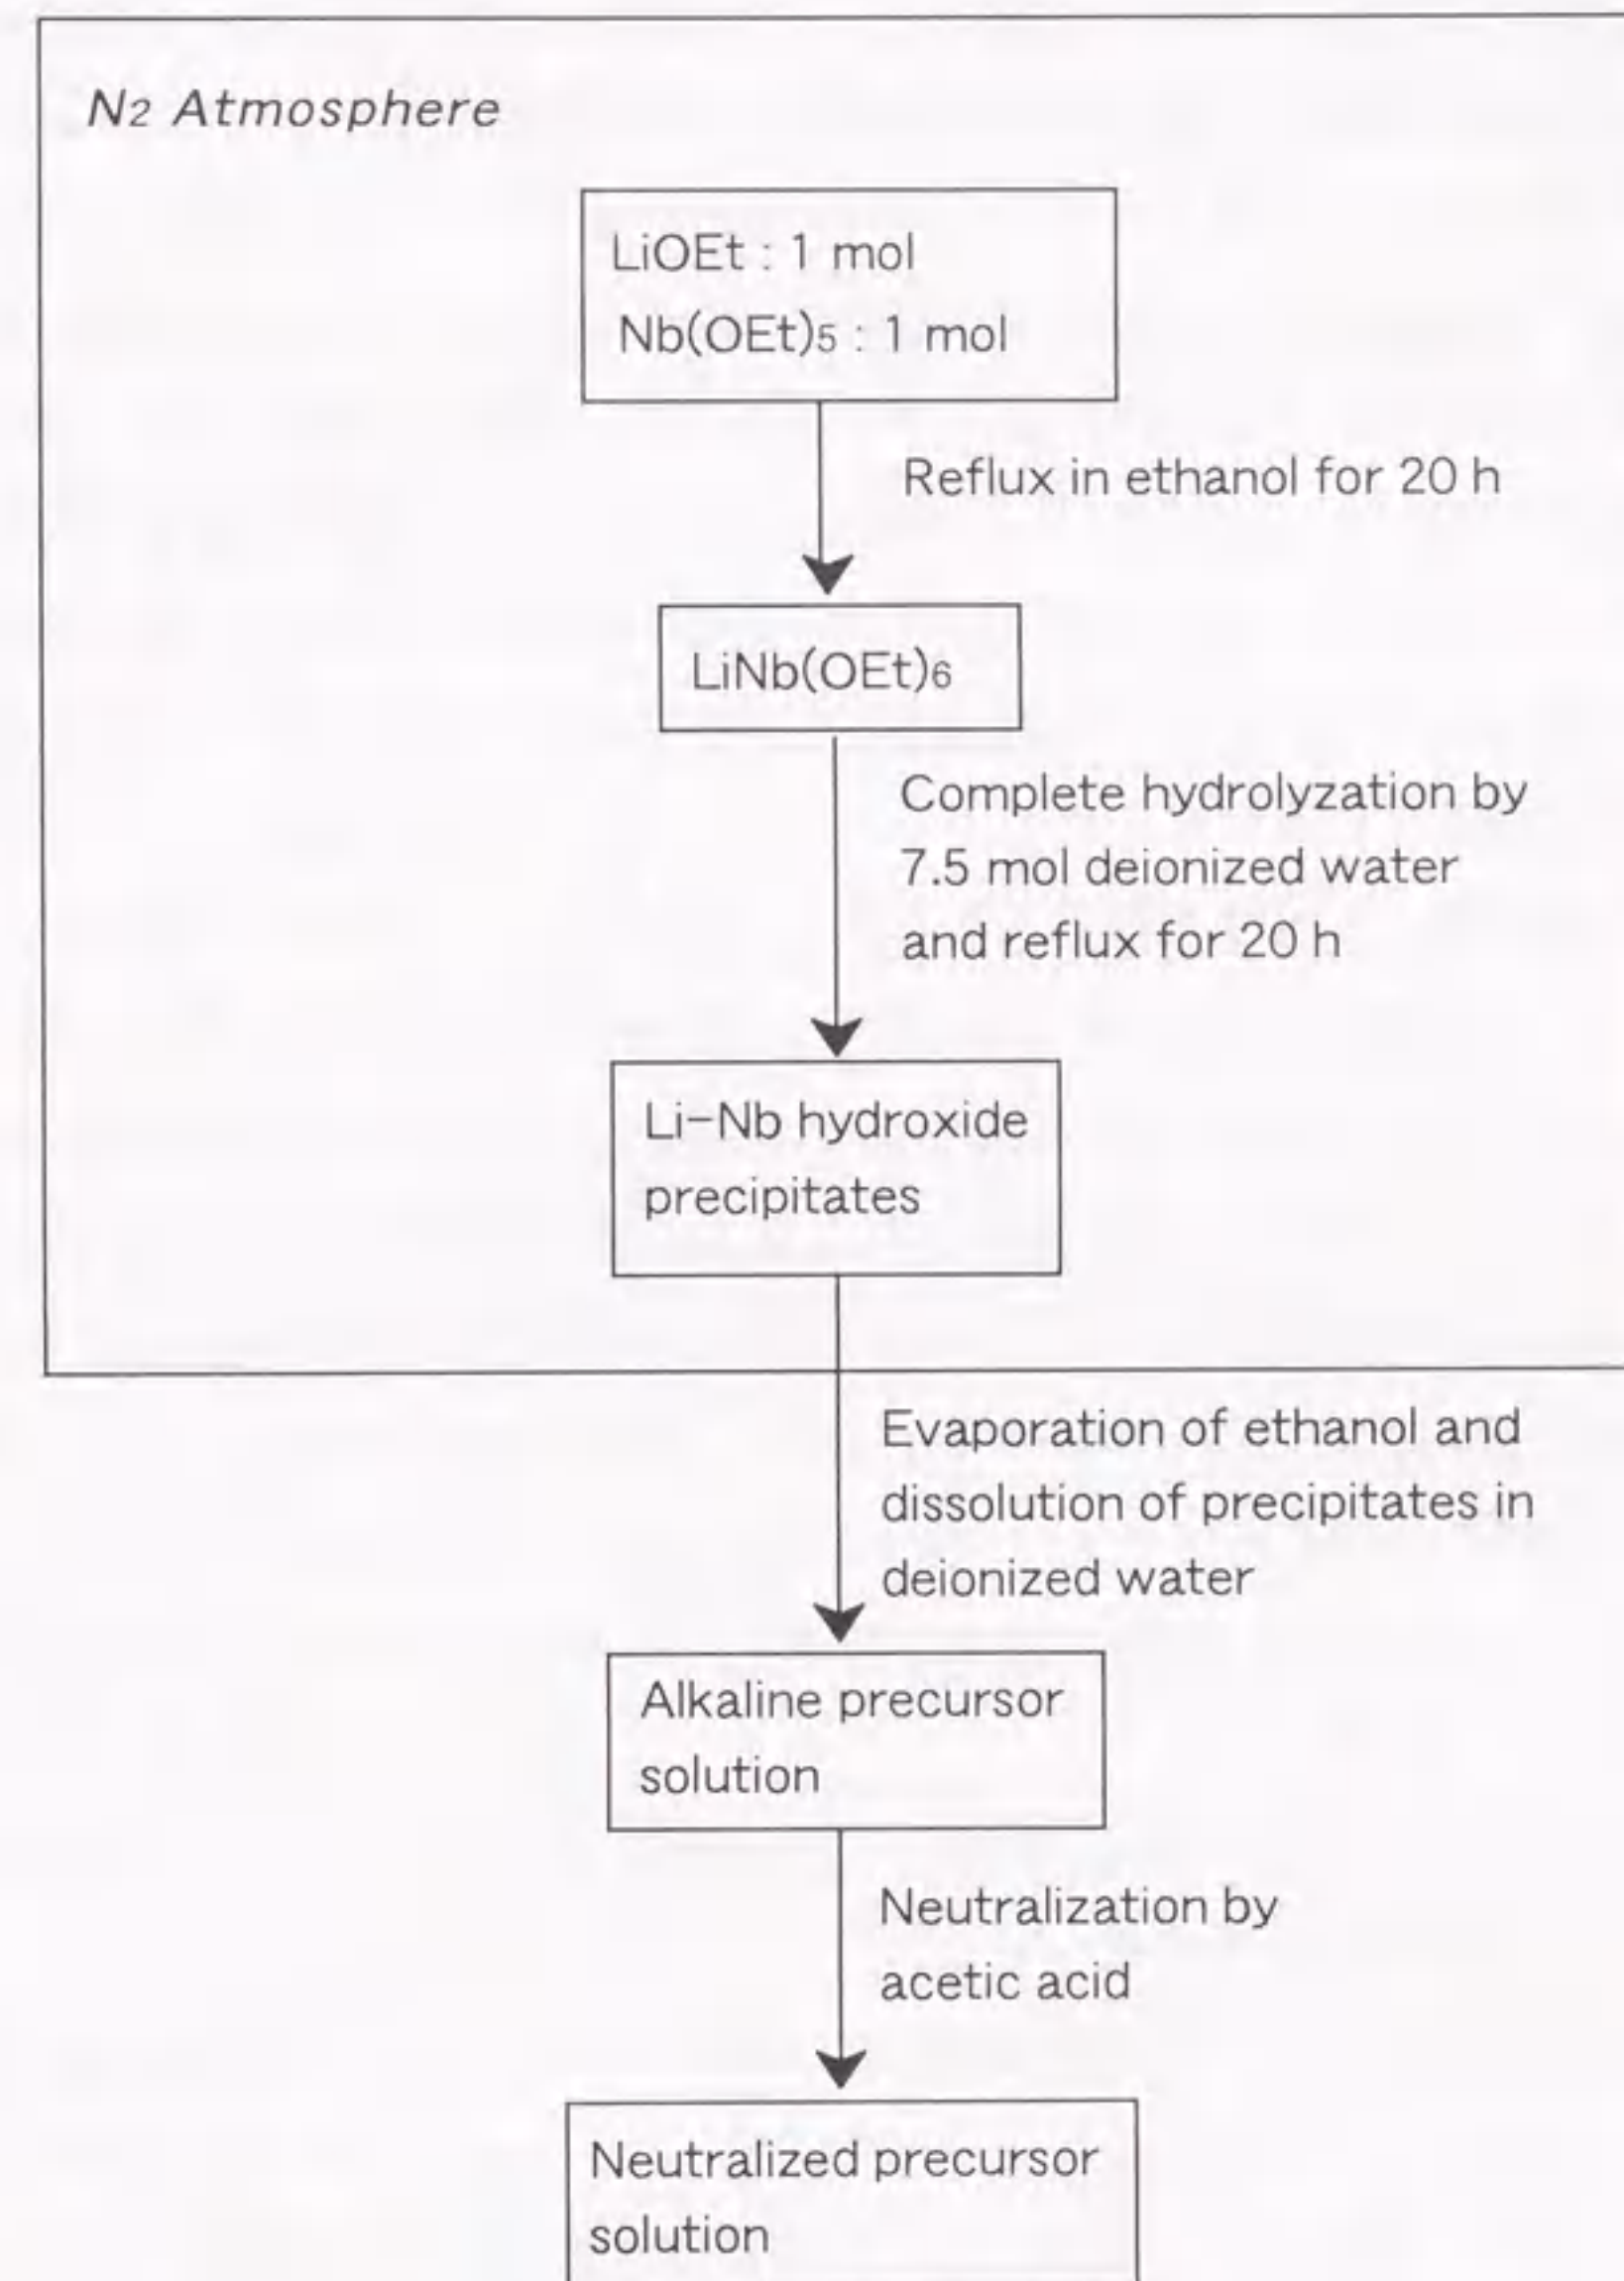 N2 Atmosphere
LiOEt : 1 mol
Nb(OEt)5 : 1 mol
Reflux in ethanol for 20 h
LiNb(OEt)6
Complete hydrolyzation by
7.5 mol deionized water
and reflux for 20 h
Li-Nb hydroxide
precipitates
Evaporation of ethanol and
dissolution of precipitates in
deionized water
Alkaline precursor
solution
Neutralization by
acetic acid
Neutralized precursor
solution